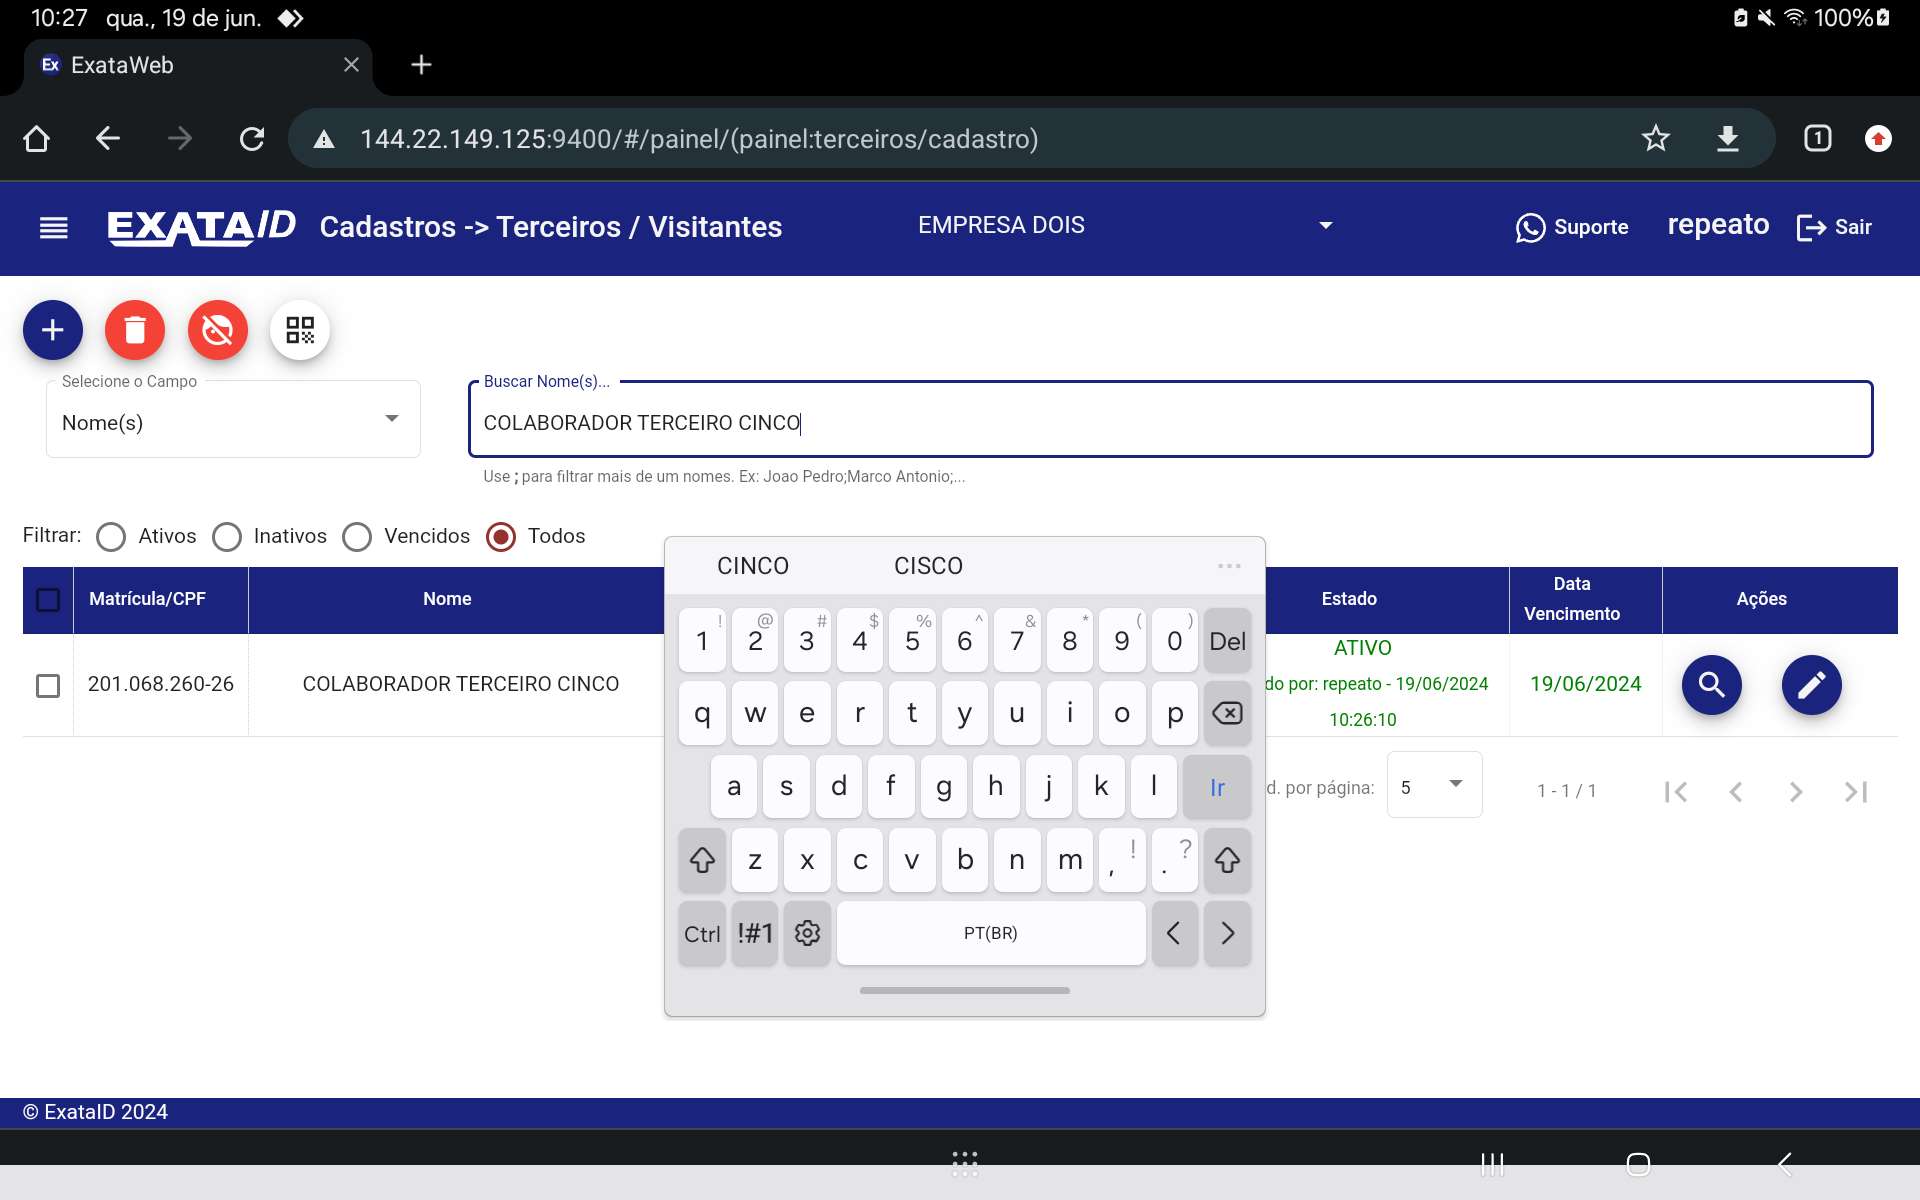 10:27 qua., 19 de jun. 100%
Ex ExataWeb
144.22.149.125:9400/#/painel/(painel:terceiros/cadastro) 1
EXATAID Cadastros -> Terceiros / Visitantes EMPRESA DOIS Suporte repeato Sair
Selecione o Campo Buscar Nome(s)...
Nome(s) COLABORADOR TERCEIRO CINCO
Use ; para filtrar mais de um nomes. Ex: Joao Pedro;Marco Antonio;...
Filtrar: Ativos Inativos Vencidos Todos
Matrícula/CPF Nome Estado Data Vencimento Ações
201.068.260-26 COLABORADOR TERCEIRO CINCO ATIVO
do por: repeato - 19/06/2024
10:26:10
19/06/2024
d. por página: 5 1 - 1 / 1
CINCO CISCO ...
! @ # $ % ^ & * ( )
1 2 3 4 5 6 7 8 9 0 Del
q w e r t y u i o p
a s d f g h j k l Ir
z x c v b n m , ! . ?
Ctrl !#1 PT(BR) < >
© ExataID 2024